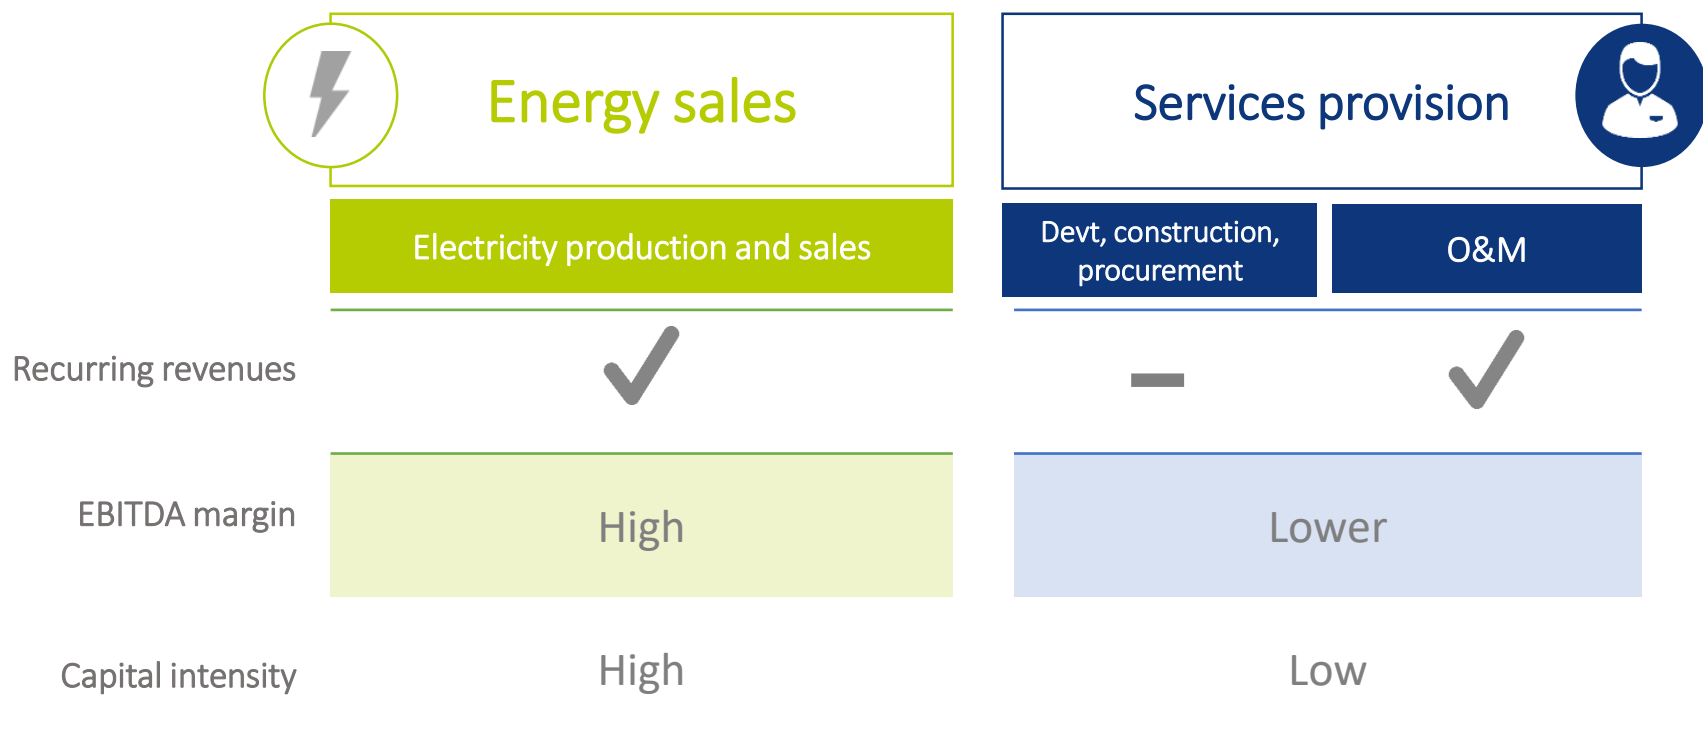 Energy sales
Services provision
Electricity production and sales
Devt, construction,
procurement
O&M
Recurring revenues
EBITDA margin
High
Lower
Capital intensity
High
Low